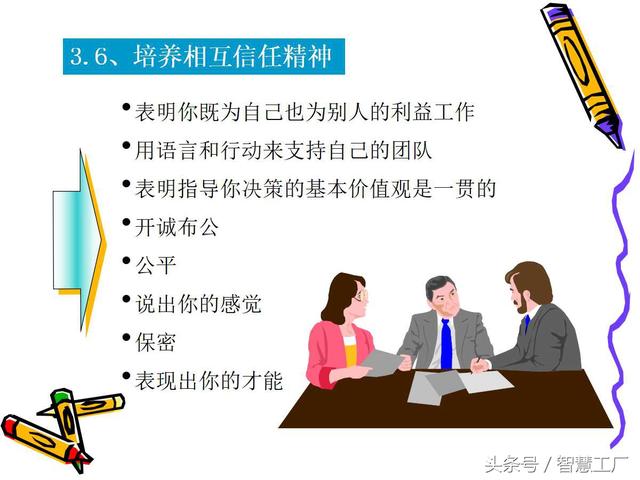 3.6、培养相互信任精神
•表明你既为自己也为别人的利益工作
•用语言和行动来支持自己的团队
•表明指导你决策的基本价值观是一贯的
•开诚布公
•公平
•说出你的感觉
•保密
•表现出你的才能
头条号/智慧工厂